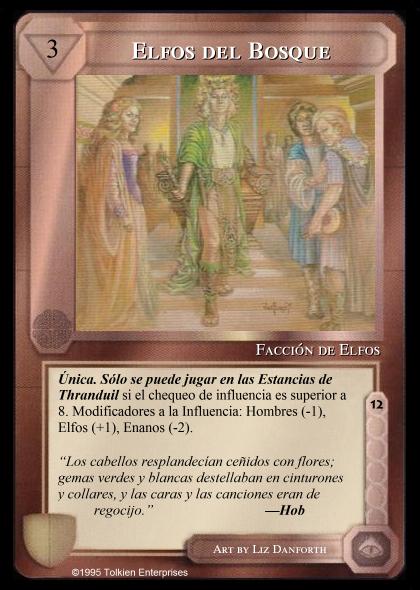 3
Elfos del Bosque
Facción de Elfos
Única. Sólo se puede jugar en las Estancias de
Thranduil si el chequeo de influencia es superior a
8. Modificadores a la Influencia: Hombres (-1),
Elfos (+1), Enanos (-2).
12
“Los cabellos resplandecían ceñidos con flores;
gemas verdes y blancas destellaban en cinturones
y collares, y las caras y las canciones eran de
regocijo.” —Hob
Art by Liz Danforth
©1995 Tolkien Enterprises